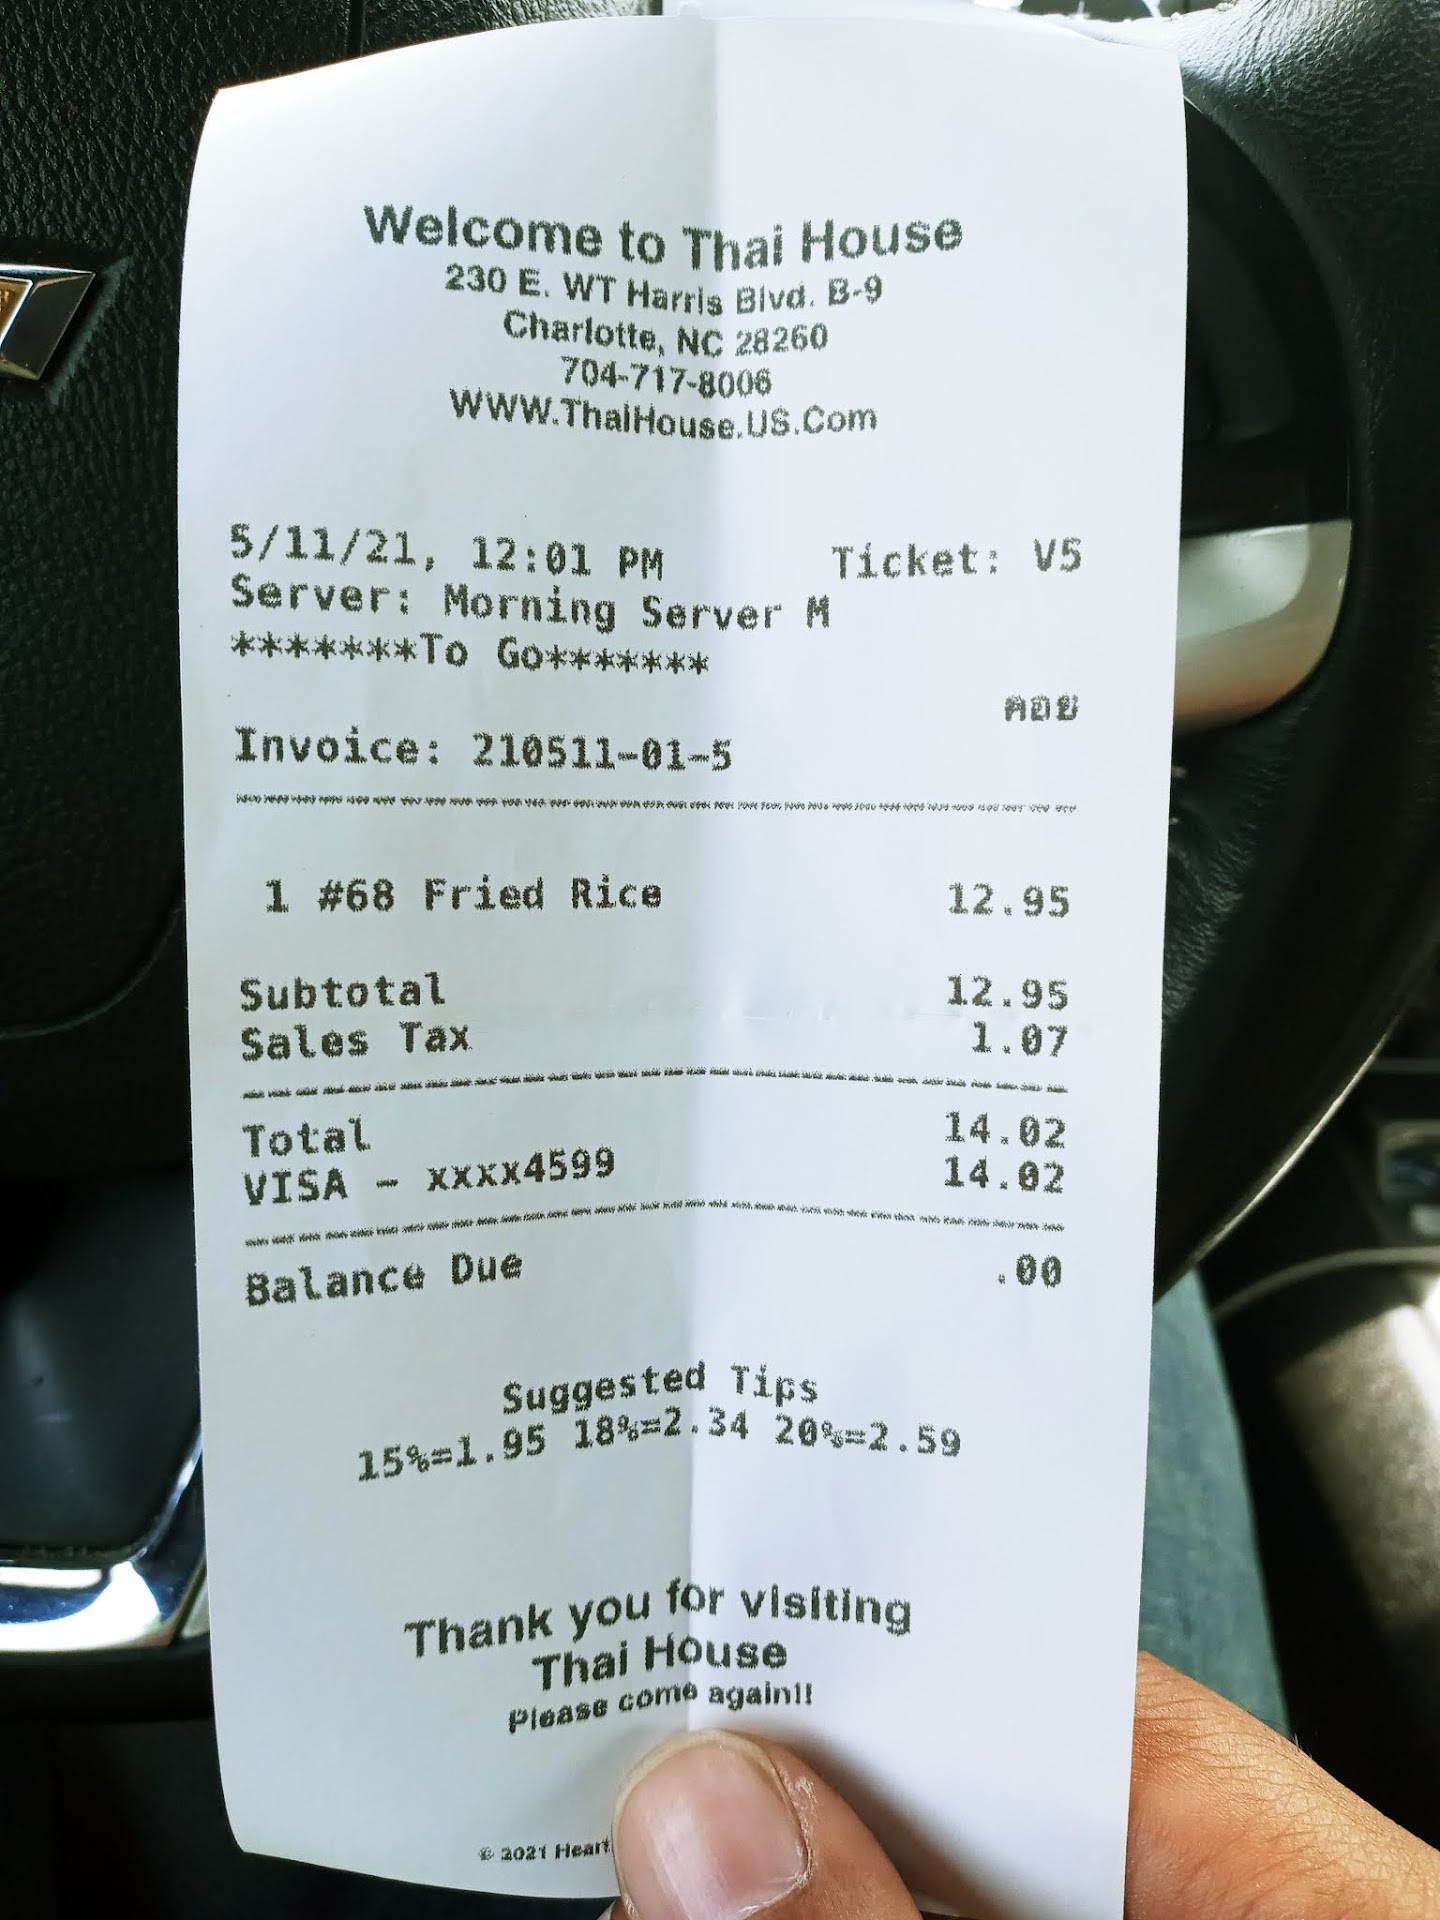 Welcome to Thai House
230 E. WT Harris Blvd. B-9
Charlotte, NC 28260
704-717-8006
WWW.ThaiHouse.US.Com
5/11/21, 12:01 PM Ticket: V5
Server: Morning Server M
*******To Go*******
คอย
Invoice: 210511-01-5
1 #68 Fried Rice 12.95
Subtotal 12.95
Sales Tax 1.07
Total 14.02
VISA - xxxx4599 14.02
Balance Due .00
Suggested Tips
15%=1.95 18%=2.34 20%=2.59
Thank you for visiting
Thai House
Please come again!!
© 2021